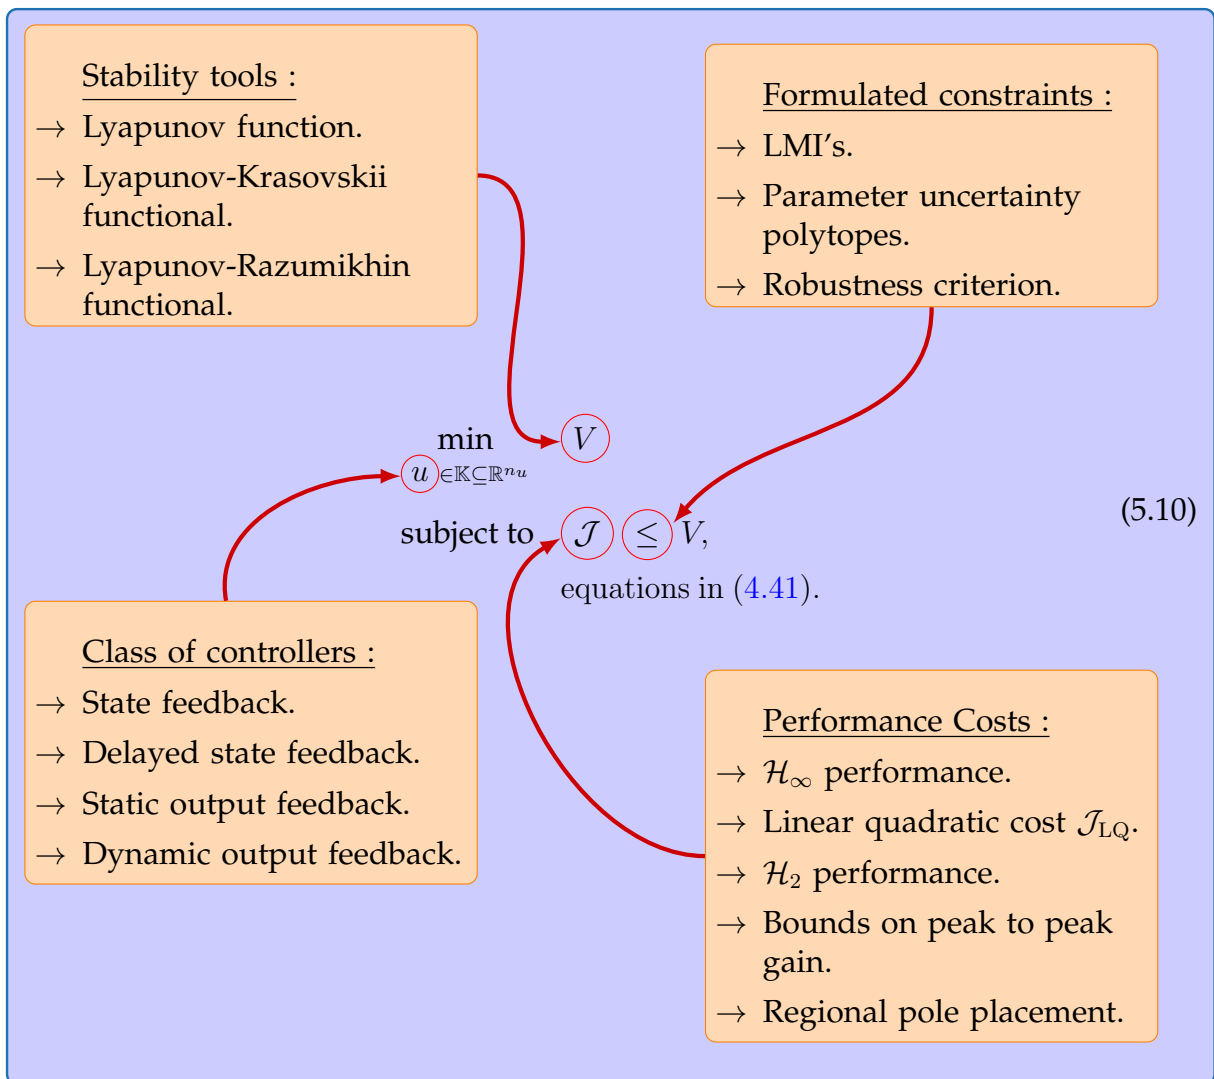 Stability tools :
→ Lyapunov function.
→ Lyapunov-Krasovskii
functional.
→ Lyapunov-Razumikhin
functional.
Formulated constraints :
→ LMI's.
→ Parameter uncertainty
polytopes.
→ Robustness criterion.
min V
u ∈𝕂⊆ℝⁿᵘ
subject to 𝒥 ≤ V,
(5.10)
equations in (4.41).
Class of controllers :
→ State feedback.
→ Delayed state feedback.
→ Static output feedback.
→ Dynamic output feedback.
Performance Costs :
→ ℋ∞ performance.
→ Linear quadratic cost 𝒥LQ.
→ ℋ₂ performance.
→ Bounds on peak to peak
gain.
→ Regional pole placement.